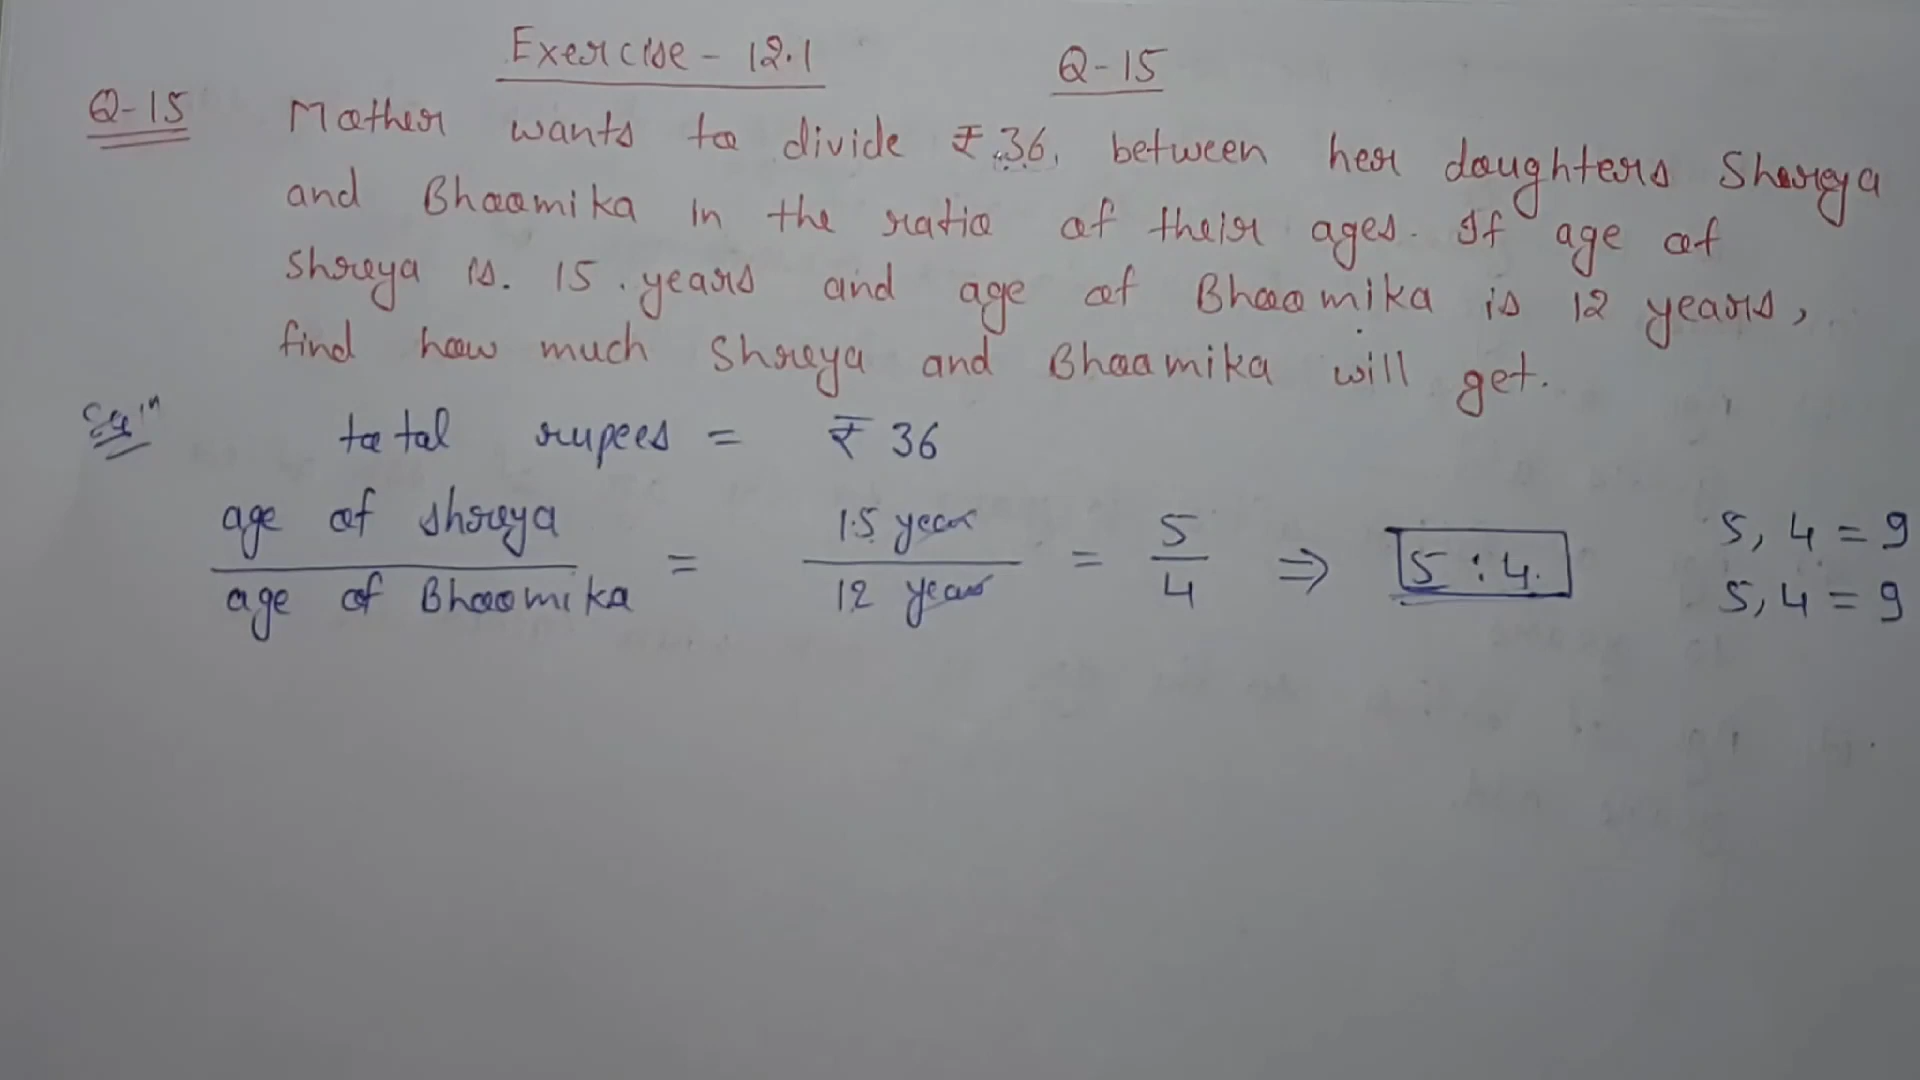 Exercise - 12.1 Q-15
Q-15 Mother wants to divide ₹ 36, between her daughters Shreya
and Bhoomika in the ratio of their ages. If age of
Shreya is 15 years and age of Bhoomika is 12 years,
find how much Shreya and Bhoomika will get.
total rupees = ₹ 36
age of shreya / age of Bhoomika = 15 year / 12 year = 5/4 ⇒ 5 : 4.
5, 4 = 9
5, 4 = 9